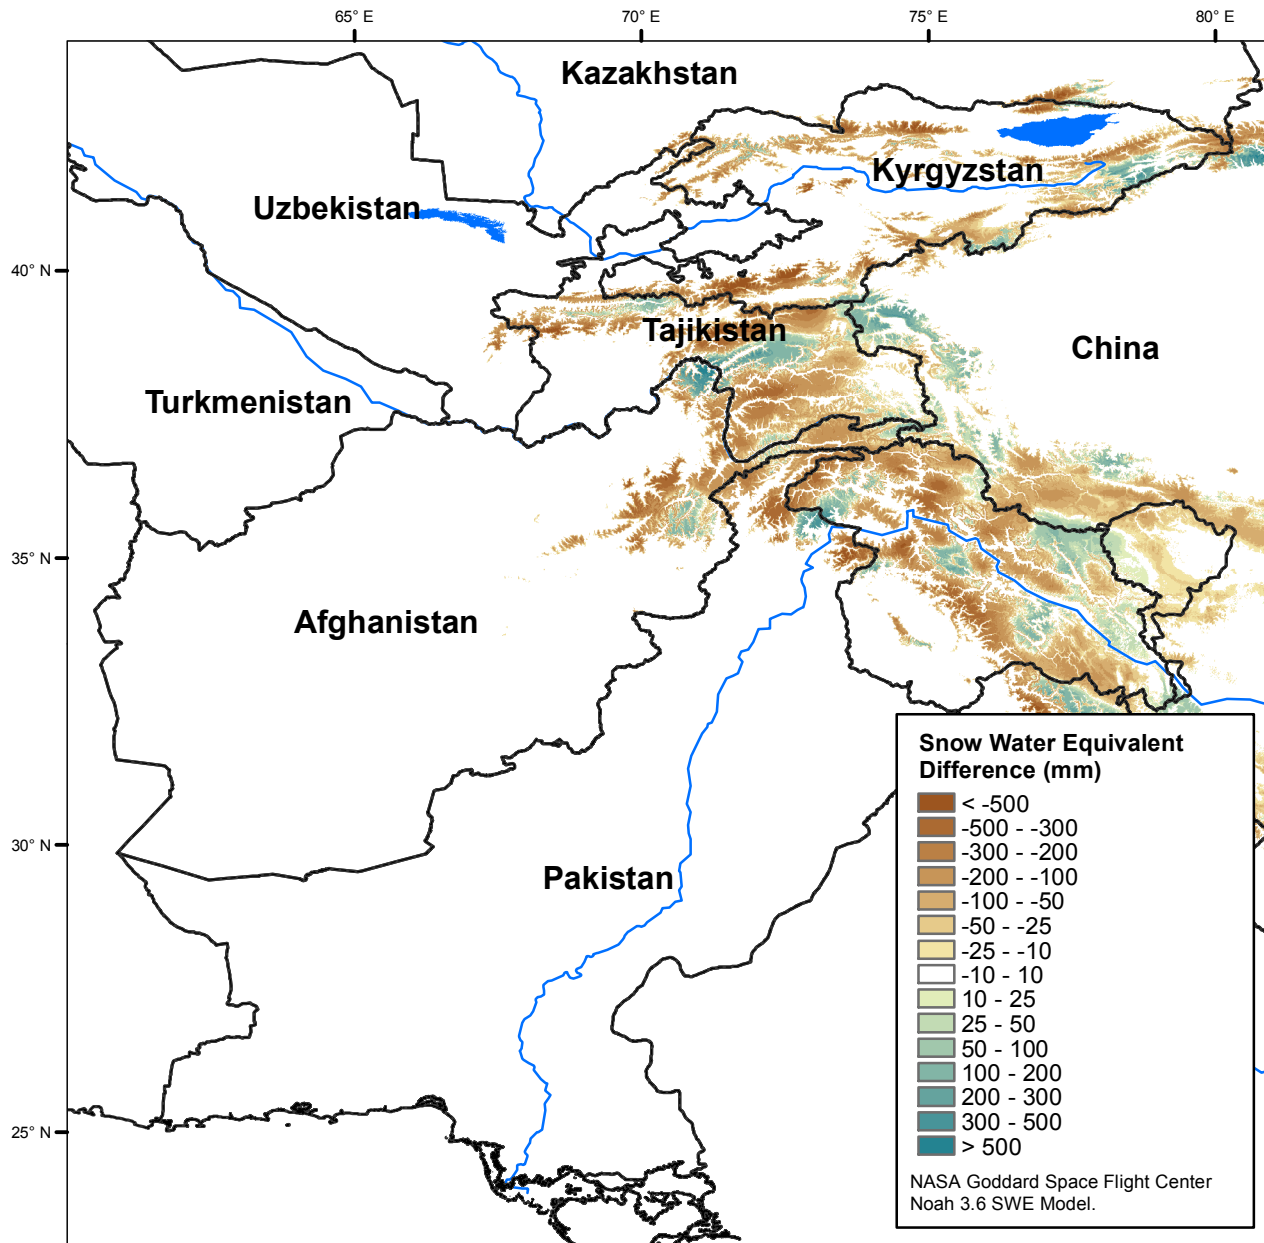 65° E
70° E
75° E
80° E
Kazakhstan
Kyrgyzstan
Uzbekistan
40° N
Tajikistan
China
Turkmenistan
35° N
Afghanistan
Snow Water Equivalent
Difference (mm)
< -500
-500 - -300
-300 - -200
-200 - -100
-100 - -50
-50 - -25
-25 - -10
-10 - 10
10 - 25
25 - 50
50 - 100
100 - 200
200 - 300
300 - 500
> 500
NASA Goddard Space Flight Center
Noah 3.6 SWE Model.
30° N
Pakistan
25° N